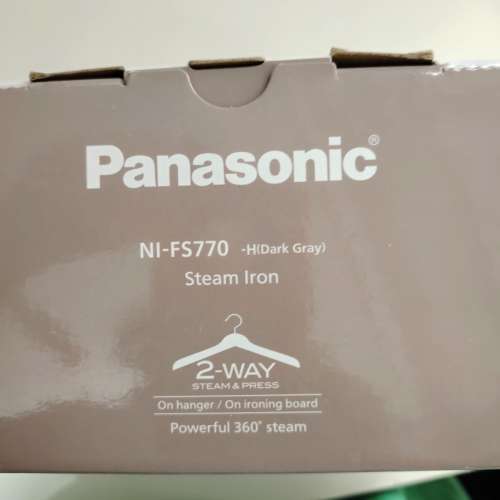 Panasonic®
NI-FS770 -H(Dark Gray)
Steam Iron
2-WAY
STEAM & PRESS
On hanger / On ironing board
Powerful 360° steam